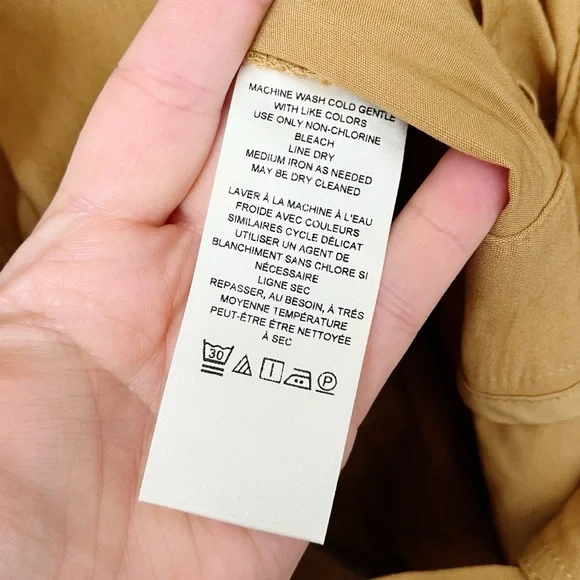 MACHINE WASH COLD GENTLE
WITH LIKE COLORS
USE ONLY NON-CHLORINE
BLEACH
LINE DRY
MEDIUM IRON AS NEEDED
MAY BE DRY CLEANED
LAVER À LA MACHINE À L'EAU
FROIDE AVEC COULEURS
SIMILAIRES CYCLE DÉLICAT
UTILISER UN AGENT DE
BLANCHIMENT SANS CHLORE SI
NÉCESSAIRE
LIGNE SEC
REPASSER, AU BESOIN, À TRÉS
MOYENNE TEMPÉRATURE
PEUT-ÊTRE ÊTRE NETTOYÉE
À SEC
30 P